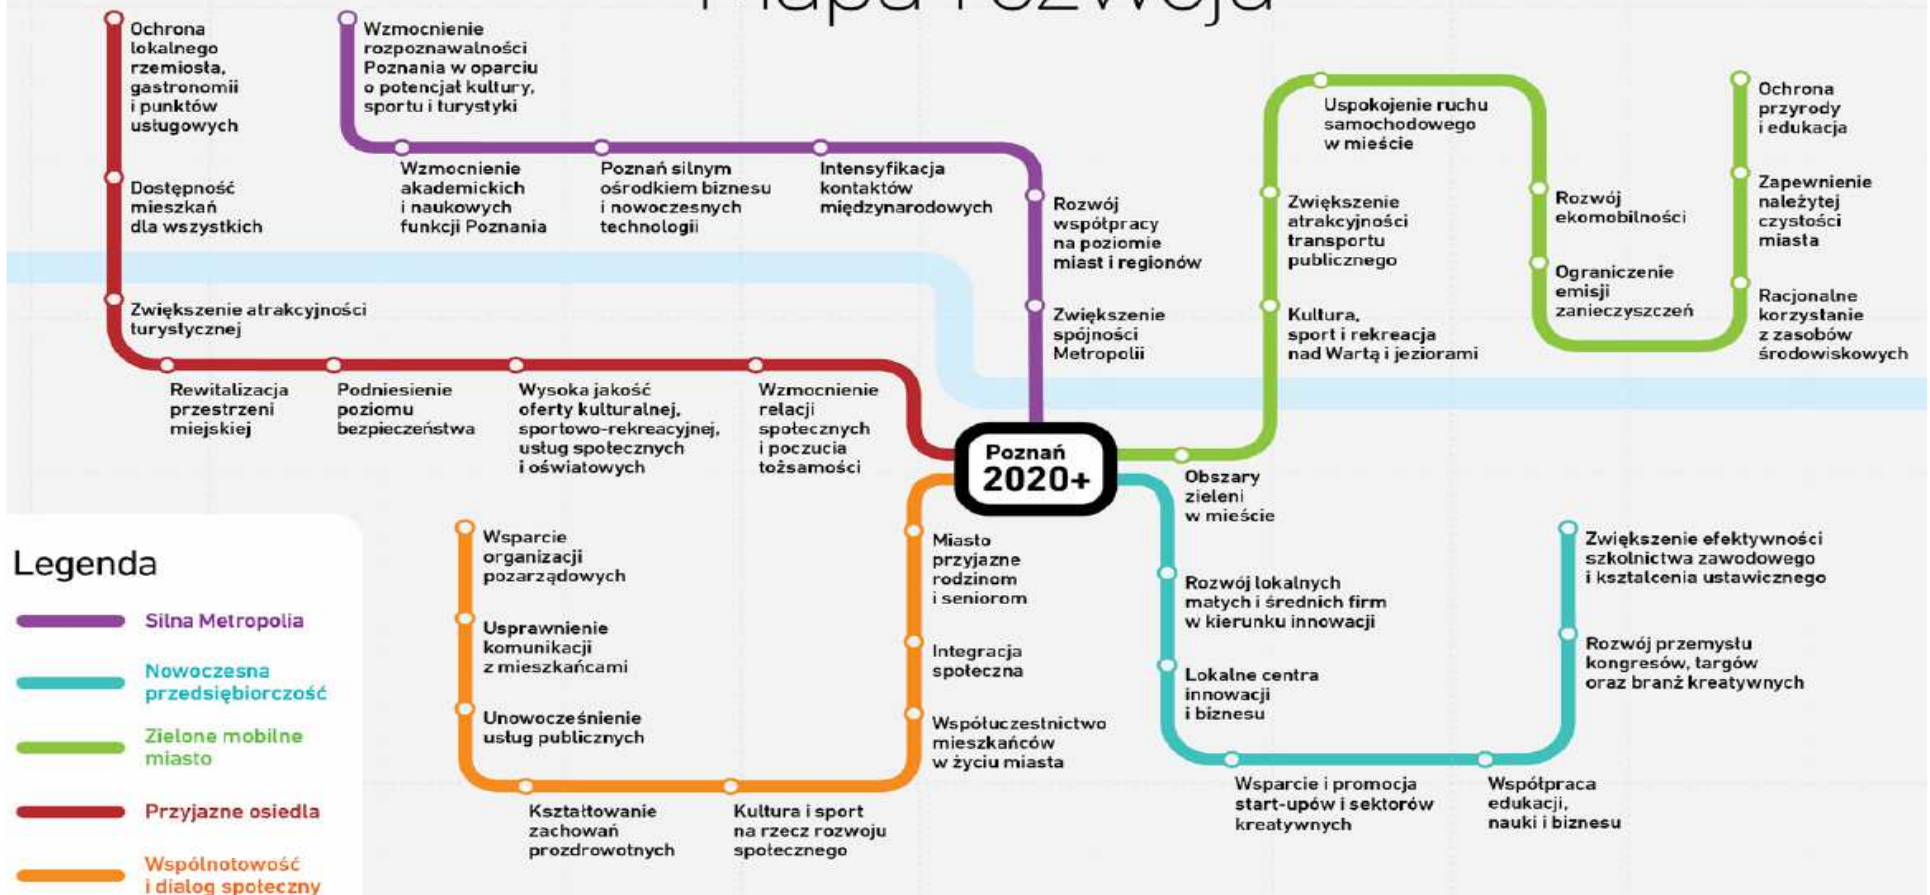 Mapa rozwoju
Ochrona
lokalnego
rzemiosła,
gastronomii
i punktów
usługowych
Dostępność
mieszkań
dla wszystkich
Zwiększenie atrakcyjności
turystycznej
Rewitalizacja
przestrzeni
miejskiej
Podniesienie
poziomu
bezpieczeństwa
Wysoka jakość
oferty kulturalnej,
sportowo-rekreacyjnej,
usług społecznych
i oświatowych
Wzmocnienie
relacji
społecznych
i poczucia
tożsamości
Wzmocnienie
rozpoznawalności
Poznania w oparciu
o potencjał kultury,
sportu i turystyki
Wzmocnienie
akademickich
i naukowych
funkcji Poznania
Poznań silnym
ośrodkiem biznesu
i nowoczesnych
technologii
Intensyfikacja
kontaktów
międzynarodowych
Rozwój
współpracy
na poziomie
miast i regionów
Zwiększenie
spójności
Metropolii
Uspokojenie ruchu
samochodowego
w mieście
Zwiększenie
atrakcyjności
transportu
publicznego
Kultura,
sport i rekreacja
nad Wartą i jeziorami
Rozwój
ekomobilności
Ograniczenie
emisji
zanieczyszczeń
Ochrona
przyrody
i edukacja
Zapewnienie
należytej
czystości
miasta
Racjonalne
korzystanie
z zasobów
środowiskowych
Poznań
2020+
Obszary
zieleni
w mieście
Wsparcie
organizacji
pozarządowych
Usprawnienie
komunikacji
z mieszkańcami
Unowocześnienie
usług publicznych
Kształtowanie
zachowań
prozdrowotnych
Kultura i sport
na rzecz rozwoju
społecznego
Miasto
przyjazne
rodzinom
i seniorom
Integracja
społeczna
Współuczestnictwo
mieszkańców
w życiu miasta
Rozwój lokalnych
małych i średnich firm
w kierunku innowacji
Lokalne centra
innowacji
i biznesu
Wsparcie i promocja
start-upów i sektorów
kreatywnych
Współpraca
edukacji,
nauki i biznesu
Zwiększenie efektywności
szkolnictwa zawodowego
i kształcenia ustawicznego
Rozwój przemysłu
kongresów, targów
oraz branż kreatywnych
Legenda
Silna Metropolia
Nowoczesna
przedsiębiorczość
Zielone mobilne
miasto
Przyjazne osiedla
Wspólnotowość
i dialog społeczny